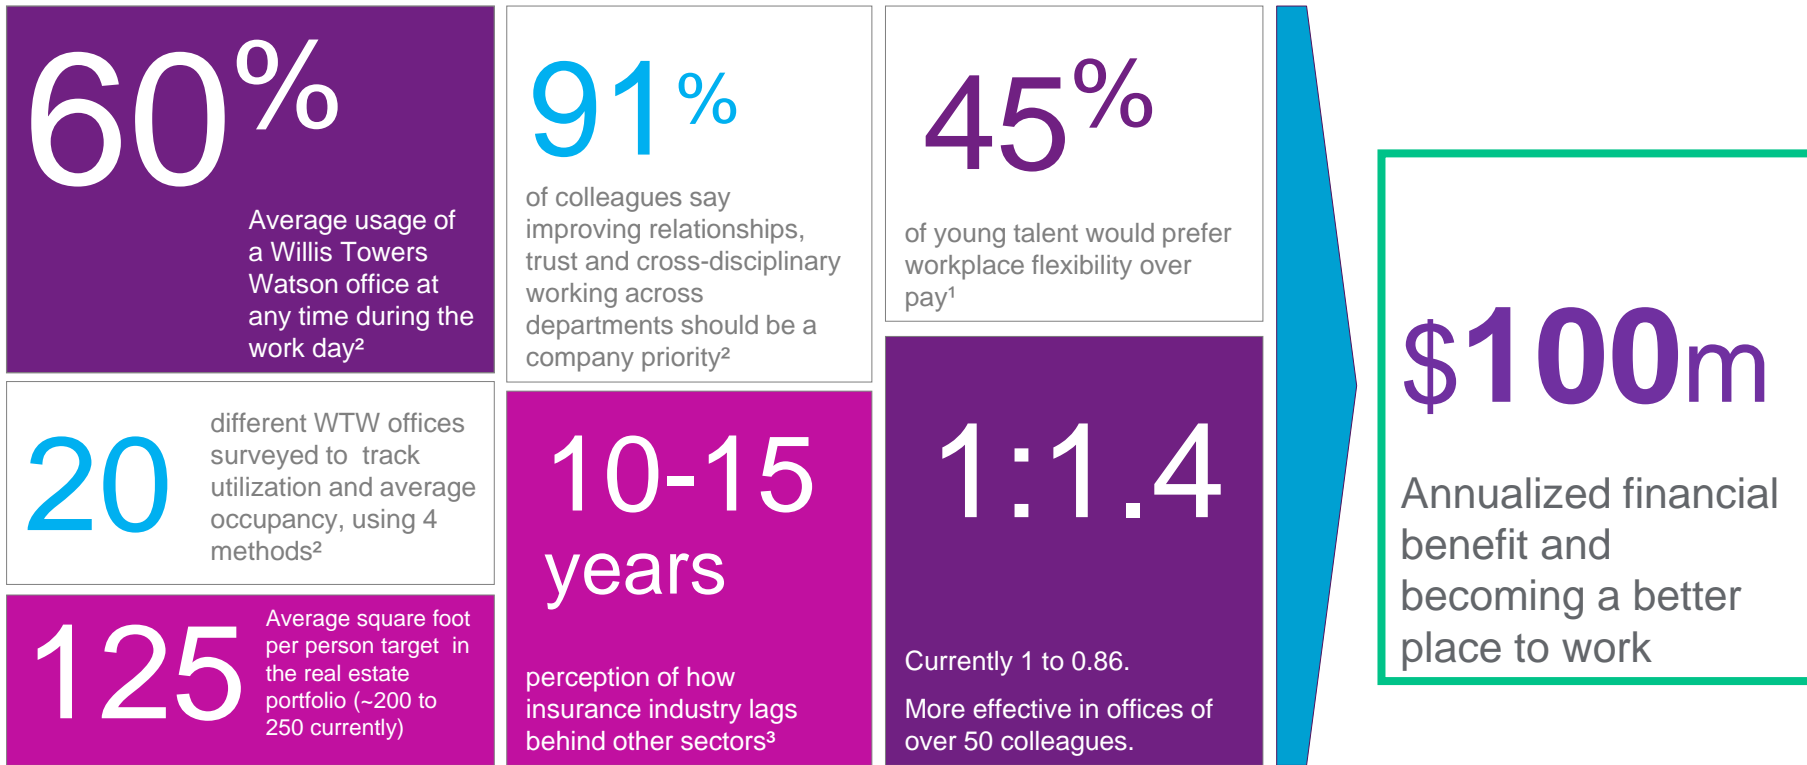 60%
Average usage of
a Willis Towers
Watson office at
any time during the
work day²
91%
of colleagues say
improving relationships,
trust and cross-disciplinary
working across
departments should be a
company priority²
45%
of young talent would prefer
workplace flexibility over
pay¹
20
different WTW offices
surveyed to track
utilization and average
occupancy, using 4
methods²
10-15
years
perception of how
insurance industry lags
behind other sectors³
1:1.4
Currently 1 to 0.86.
More effective in offices of
over 50 colleagues.
125
Average square foot
per person target in
the real estate
portfolio (~200 to
250 currently)
$100m
Annualized financial
benefit and
becoming a better
place to work